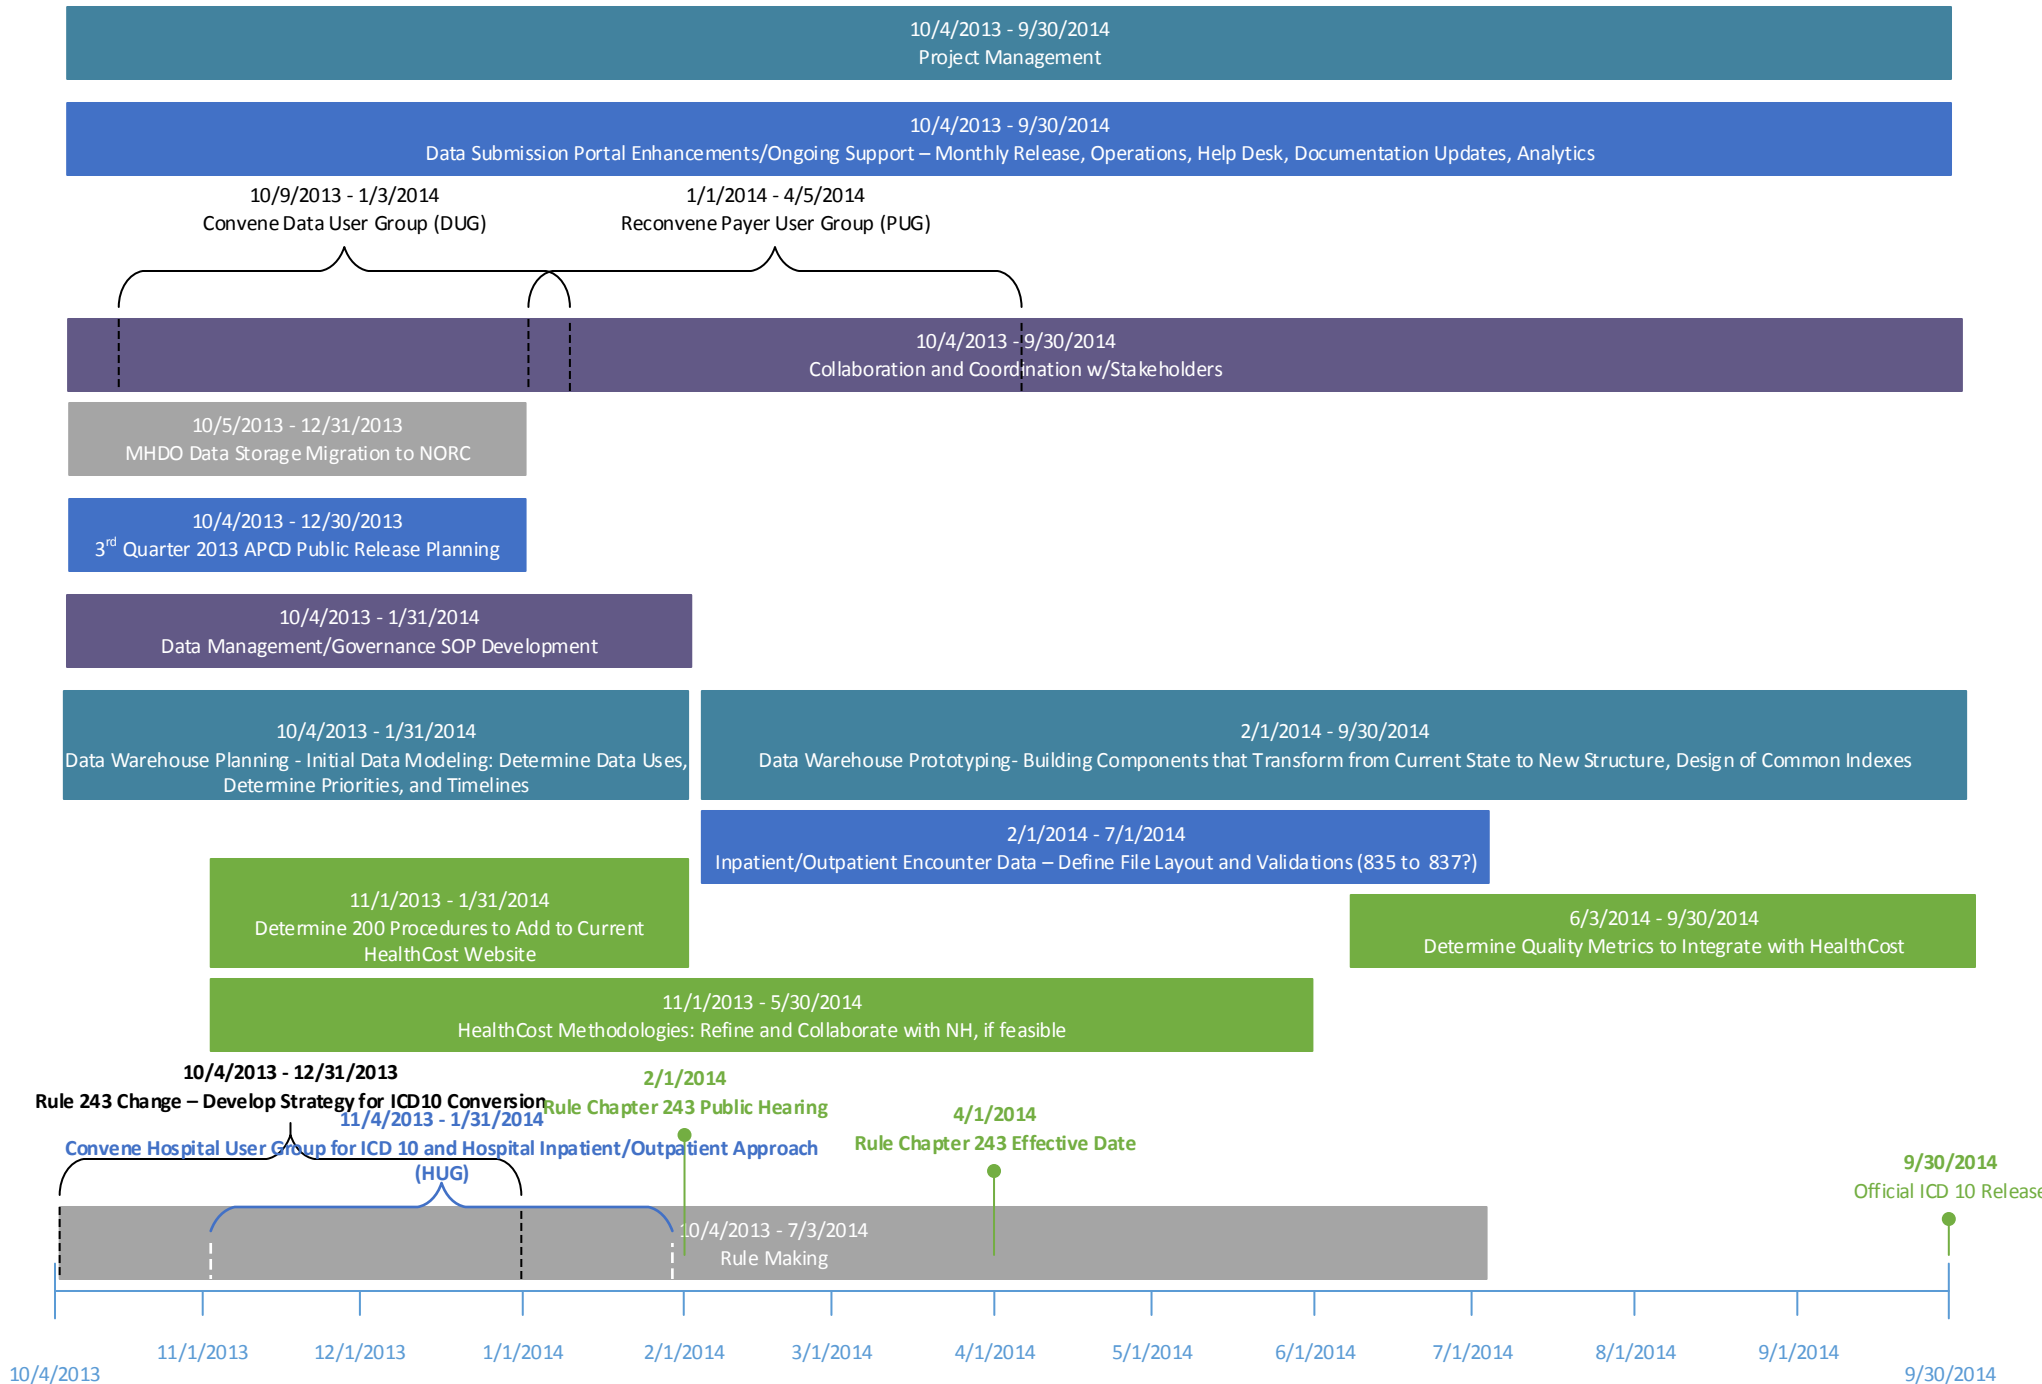 10/4/2013 - 9/30/2014
Project Management
10/4/2013 - 9/30/2014
Data Submission Portal Enhancements/Ongoing Support – Monthly Release, Operations, Help Desk, Documentation Updates, Analytics
10/9/2013 - 1/3/2014
Convene Data User Group (DUG)
1/1/2014 - 4/5/2014
Reconvene Payer User Group (PUG)
10/4/2013 - 9/30/2014
Collaboration and Coordination w/Stakeholders
10/5/2013 - 12/31/2013
MHDO Data Storage Migration to NORC
10/4/2013 - 12/30/2013
3rd Quarter 2013 APCD Public Release Planning
10/4/2013 - 1/31/2014
Data Management/Governance SOP Development
10/4/2013 - 1/31/2014
Data Warehouse Planning - Initial Data Modeling: Determine Data Uses,
Determine Priorities, and Timelines
2/1/2014 - 9/30/2014
Data Warehouse Prototyping- Building Components that Transform from Current State to New Structure, Design of Common Indexes
2/1/2014 - 7/1/2014
Inpatient/Outpatient Encounter Data – Define File Layout and Validations (835 to 837?)
11/1/2013 - 1/31/2014
Determine 200 Procedures to Add to Current
HealthCost Website
6/3/2014 - 9/30/2014
Determine Quality Metrics to Integrate with HealthCost
11/1/2013 - 5/30/2014
HealthCost Methodologies: Refine and Collaborate with NH, if feasible
10/4/2013 - 12/31/2013
Rule 243 Change – Develop Strategy for ICD10 Conversion
2/1/2014
Rule Chapter 243 Public Hearing
11/4/2013 - 1/31/2014
Convene Hospital User Group for ICD 10 and Hospital Inpatient/Outpatient Approach
(HUG)
4/1/2014
Rule Chapter 243 Effective Date
9/30/2014
Official ICD 10 Release
10/4/2013 - 7/3/2014
Rule Making
11/1/2013
12/1/2013
1/1/2014
2/1/2014
3/1/2014
4/1/2014
5/1/2014
6/1/2014
7/1/2014
8/1/2014
9/1/2014
10/4/2013
9/30/2014